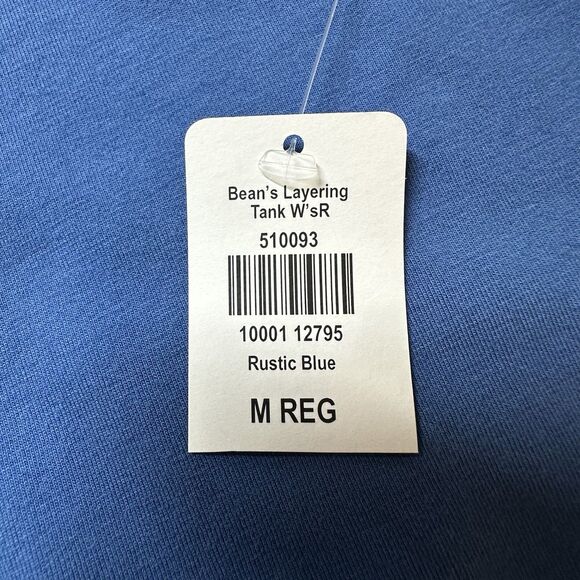 Bean's Layering
Tank W'sR
510093
10001 12795
Rustic Blue
M REG